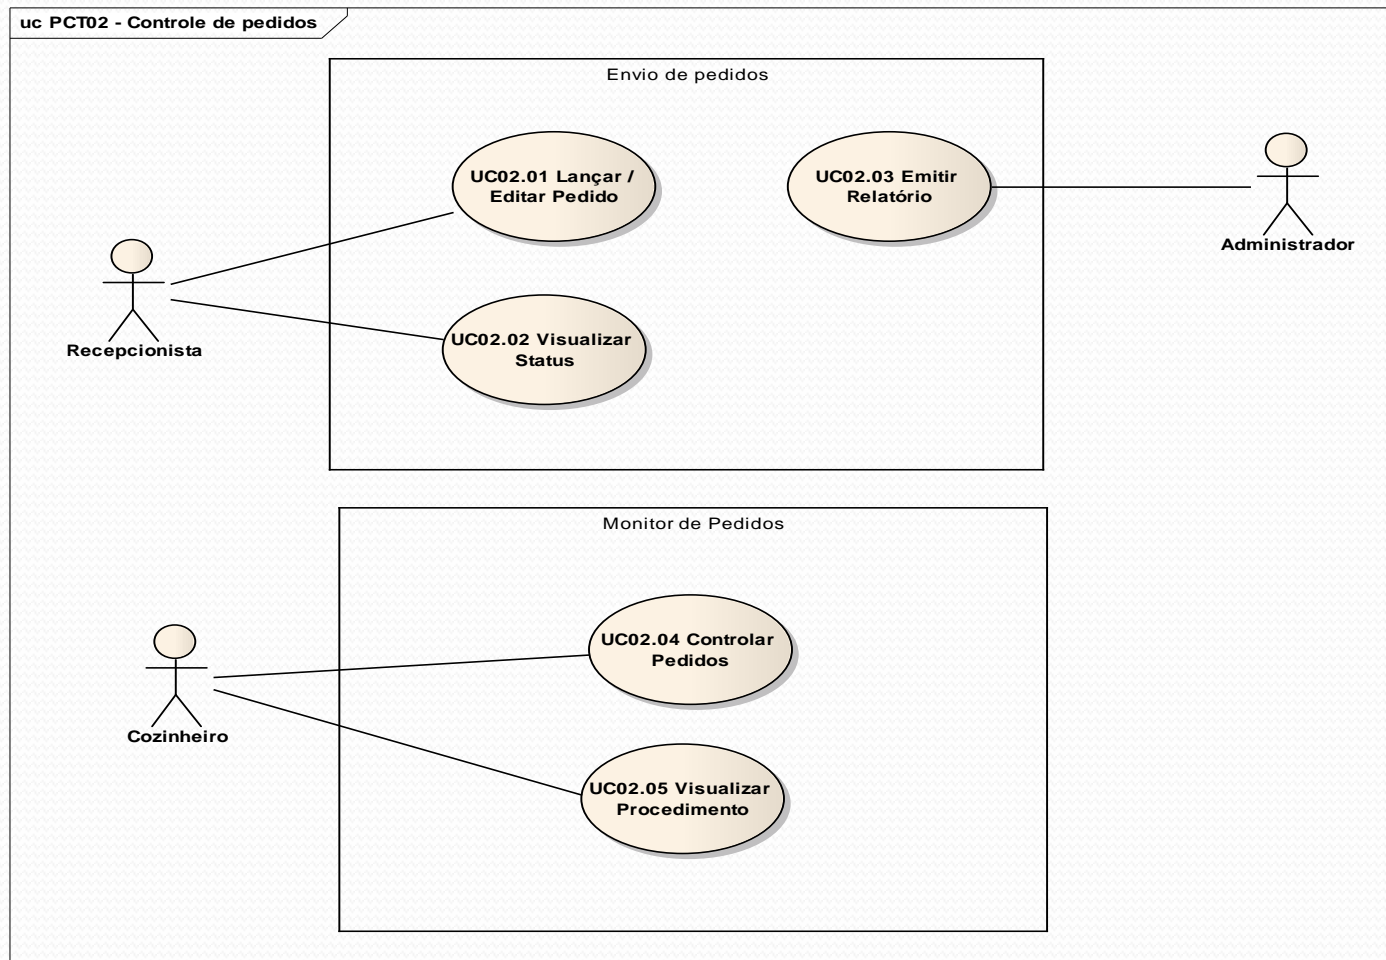 uc PCT02 - Controle de pedidos
Envio de pedidos
UC02.01 Lançar /
Editar Pedido
UC02.03 Emitir
Relatório
Administrador
Recepcionista
UC02.02 Visualizar
Status
Monitor de Pedidos
UC02.04 Controlar
Pedidos
Cozinheiro
UC02.05 Visualizar
Procedimento